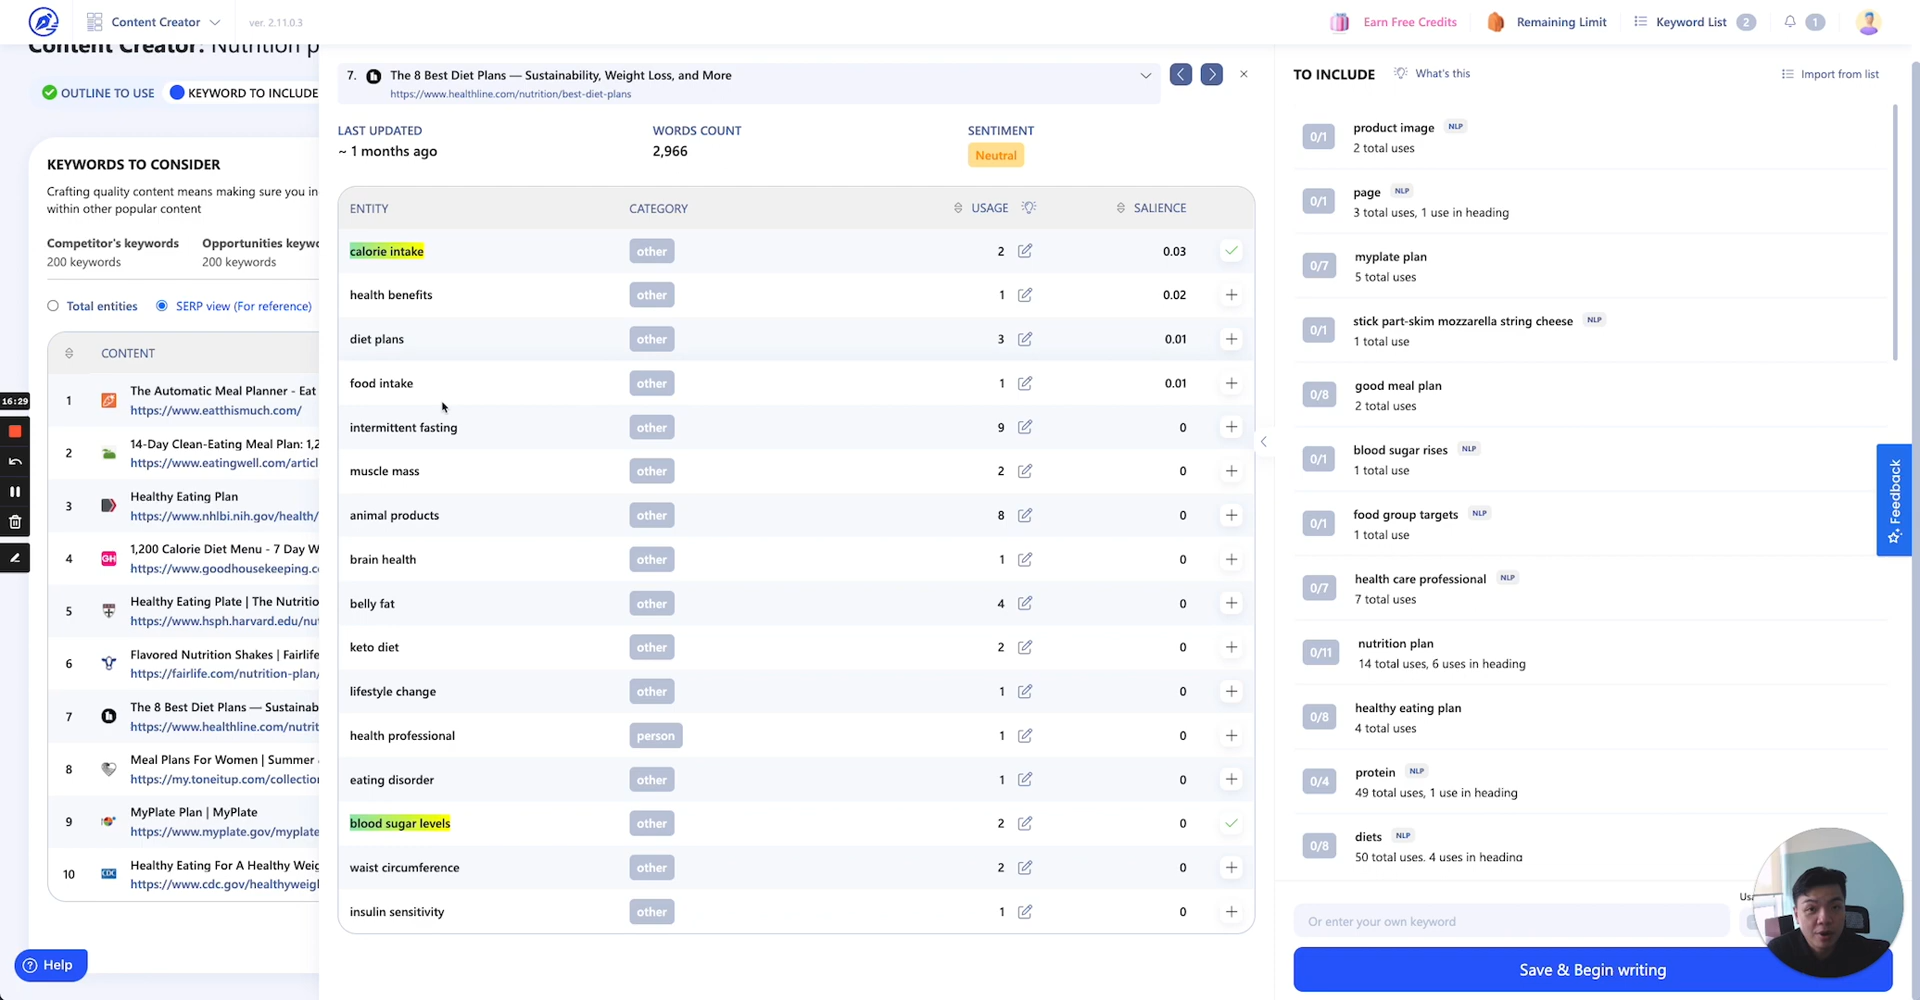 Content Creator
ver. 2.11.0.3
Earn Free Credits
Remaining Limit
Keyword List 2
1
Content Creator: Nutrition p
OUTLINE TO USE
KEYWORD TO INCLUDE
KEYWORDS TO CONSIDER
Crafting quality content means making sure you in
within other popular content
Competitor's keywords
200 keywords
Opportunities keywo
200 keywords
Total entities
SERP view (For reference)
CONTENT
1
The Automatic Meal Planner - Eat
https://www.eatthismuch.com/
2
14-Day Clean-Eating Meal Plan: 1,2
https://www.eatingwell.com/articl
3
Healthy Eating Plan
https://www.nhlbi.nih.gov/health/
4
GH
1,200 Calorie Diet Menu - 7 Day W
https://www.goodhousekeeping.c
5
Healthy Eating Plate | The Nutritio
https://www.hsph.harvard.edu/nut
6
Flavored Nutrition Shakes | Fairlife
https://fairlife.com/nutrition-plan/
7
The 8 Best Diet Plans — Sustainab
https://www.healthline.com/nutrit
8
Meal Plans For Women | Summer
https://my.toneitup.com/collection
9
MyPlate Plan | MyPlate
https://www.myplate.gov/myplate
10
CDC
Healthy Eating For A Healthy Weig
https://www.cdc.gov/healthyweigl
16:29
Help
7.
The 8 Best Diet Plans — Sustainability, Weight Loss, and More
https://www.healthline.com/nutrition/best-diet-plans
LAST UPDATED
~ 1 months ago
WORDS COUNT
2,966
SENTIMENT
Neutral
ENTITY CATEGORY USAGE SALIENCE
calorie intake other 2 0.03
health benefits other 1 0.02
diet plans other 3 0.01
food intake other 1 0.01
intermittent fasting other 9 0
muscle mass other 2 0
animal products other 8 0
brain health other 1 0
belly fat other 4 0
keto diet other 2 0
lifestyle change other 1 0
health professional person 1 0
eating disorder other 1 0
blood sugar levels other 2 0
waist circumference other 2 0
insulin sensitivity other 1 0
TO INCLUDE
What's this
Import from list
0/1 product image NLP
2 total uses
0/1 page NLP
3 total uses, 1 use in heading
0/7 myplate plan
5 total uses
0/1 stick part-skim mozzarella string cheese NLP
1 total use
0/8 good meal plan
2 total uses
0/1 blood sugar rises NLP
1 total use
0/1 food group targets NLP
1 total use
0/7 health care professional NLP
7 total uses
0/11 nutrition plan
14 total uses, 6 uses in heading
0/8 healthy eating plan
4 total uses
0/4 protein NLP
49 total uses, 1 use in heading
0/8 diets NLP
50 total uses, 4 uses in heading
Feedback
Or enter your own keyword
Save & Begin writing